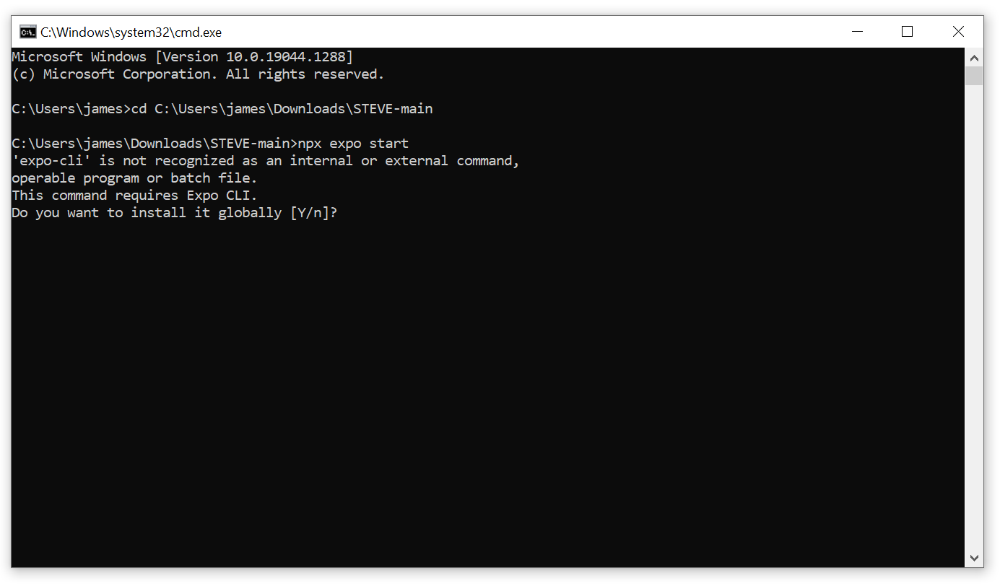 C:\Windows\system32\cmd.exe
Microsoft Windows [Version 10.0.19044.1288]
(c) Microsoft Corporation. All rights reserved.
C:\Users\james>cd C:\Users\james\Downloads\STEVE-main
C:\Users\james\Downloads\STEVE-main>npx expo start
'expo-cli' is not recognized as an internal or external command,
operable program or batch file.
This command requires Expo CLI.
Do you want to install it globally [Y/n]?